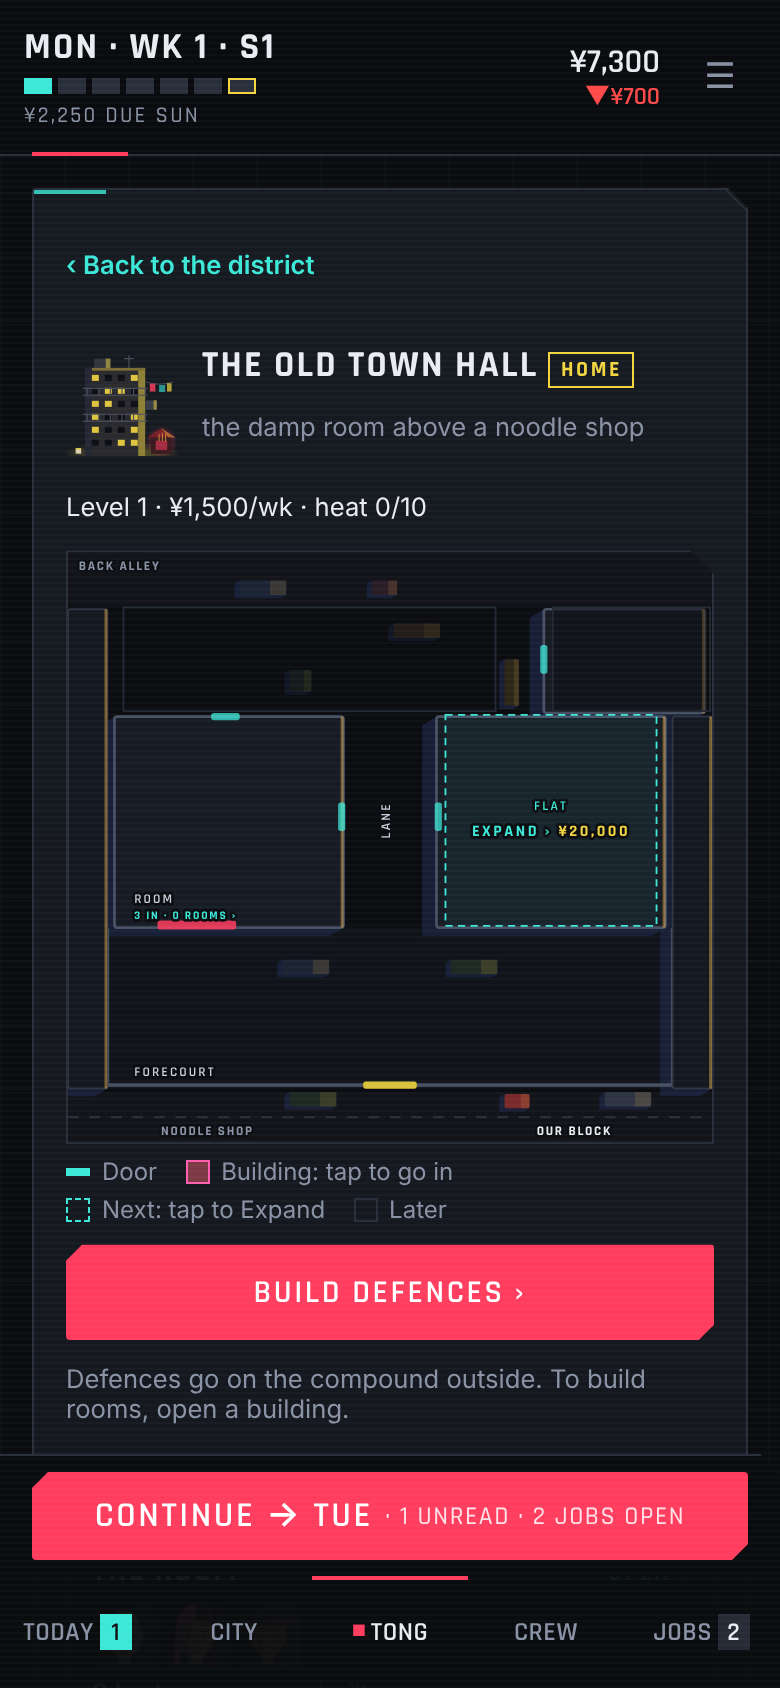 MON · WK 1 · S1
¥7,300
▼¥700
☰
¥2,250 DUE SUN
‹ Back to the district
THE OLD TOWN HALL HOME
the damp room above a noodle shop
Level 1 · ¥1,500/wk · heat 0/10
BACK ALLEY
LANE
FLAT
EXPAND › ¥20,000
ROOM
3 IN · 0 ROOMS ›
FORECOURT
NOODLE SHOP OUR BLOCK
Door Building: tap to go in
Next: tap to Expand Later
BUILD DEFENCES ›
Defences go on the compound outside. To build
rooms, open a building.
CONTINUE → TUE · 1 UNREAD · 2 JOBS OPEN
TODAY 1 CITY TONG CREW JOBS 2